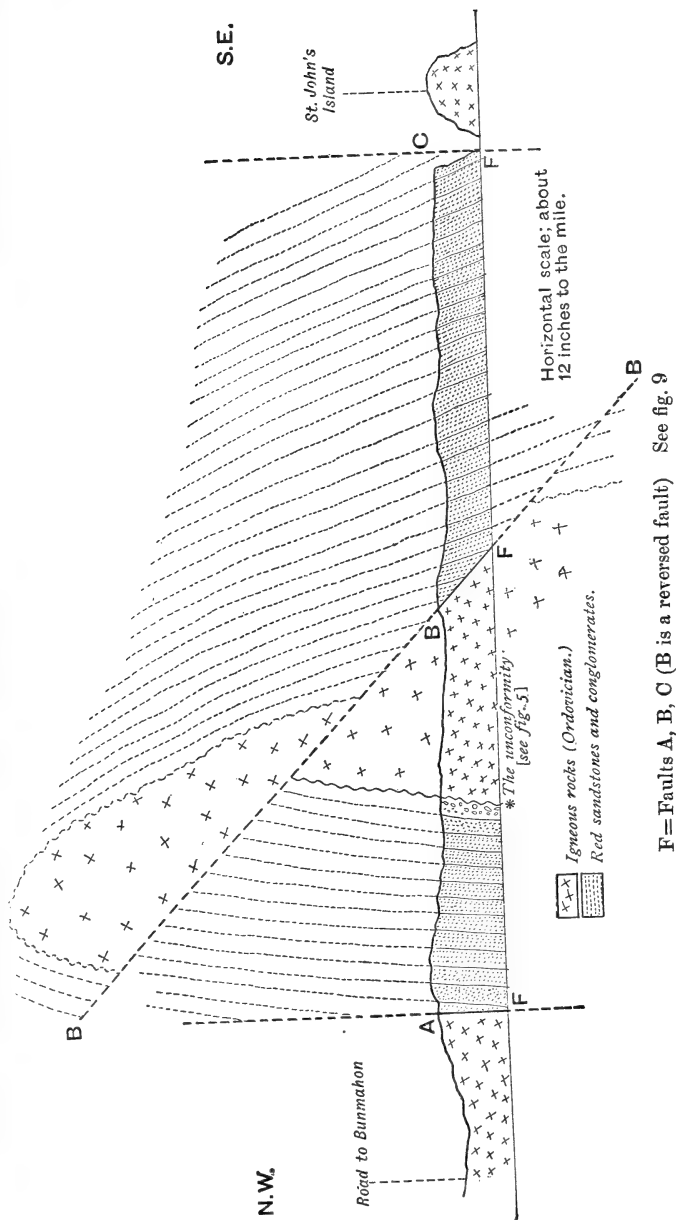 N.W.
S.E.
Road to Bunmahon
St. John's
Island
A
B
B
C
B
F
F
F
* The unconformity
[see fig. 5]
Horizontal scale; about
12 inches to the mile.
Igneous rocks (Ordovician.)
Red sandstones and conglomerates.
F=Faults A, B, C (B is a reversed fault) See fig. 9